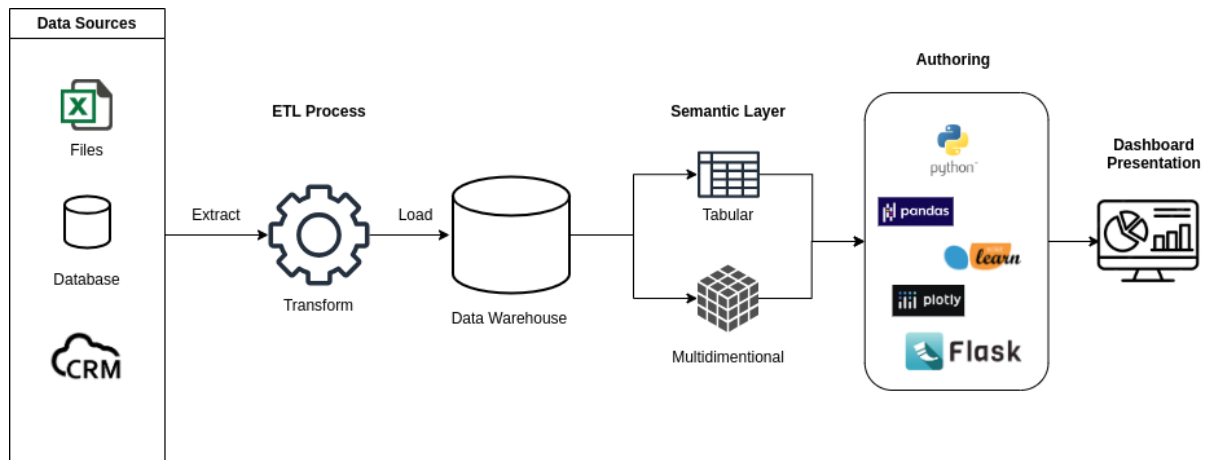 Data Sources
X
Files
Database
CRM
ETL Process
Extract
Transform
Load
Data Warehouse
Semantic Layer
Tabular
Multidimentional
Authoring
python
pandas
learn
plotly
Flask
Dashboard
Presentation